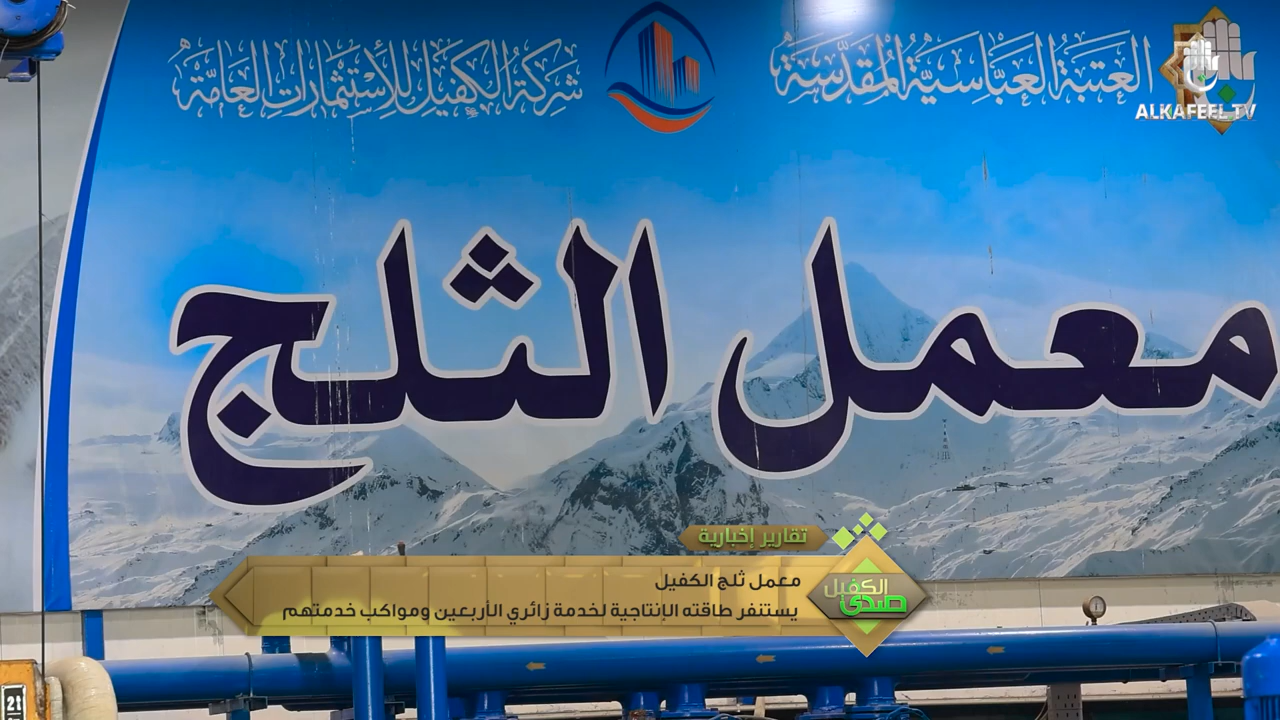 العتبة العباسية المقدسة
شركة الكفيل للاستثمارات العامة
ALKAFEEL TV
معمل الثلج
تقارير إخبارية
صدى الكفيل
معمل ثلج الكفيل
يستنفر طاقته الإنتاجية لخدمة زائري الأربعين ومواكب خدمتهم
21